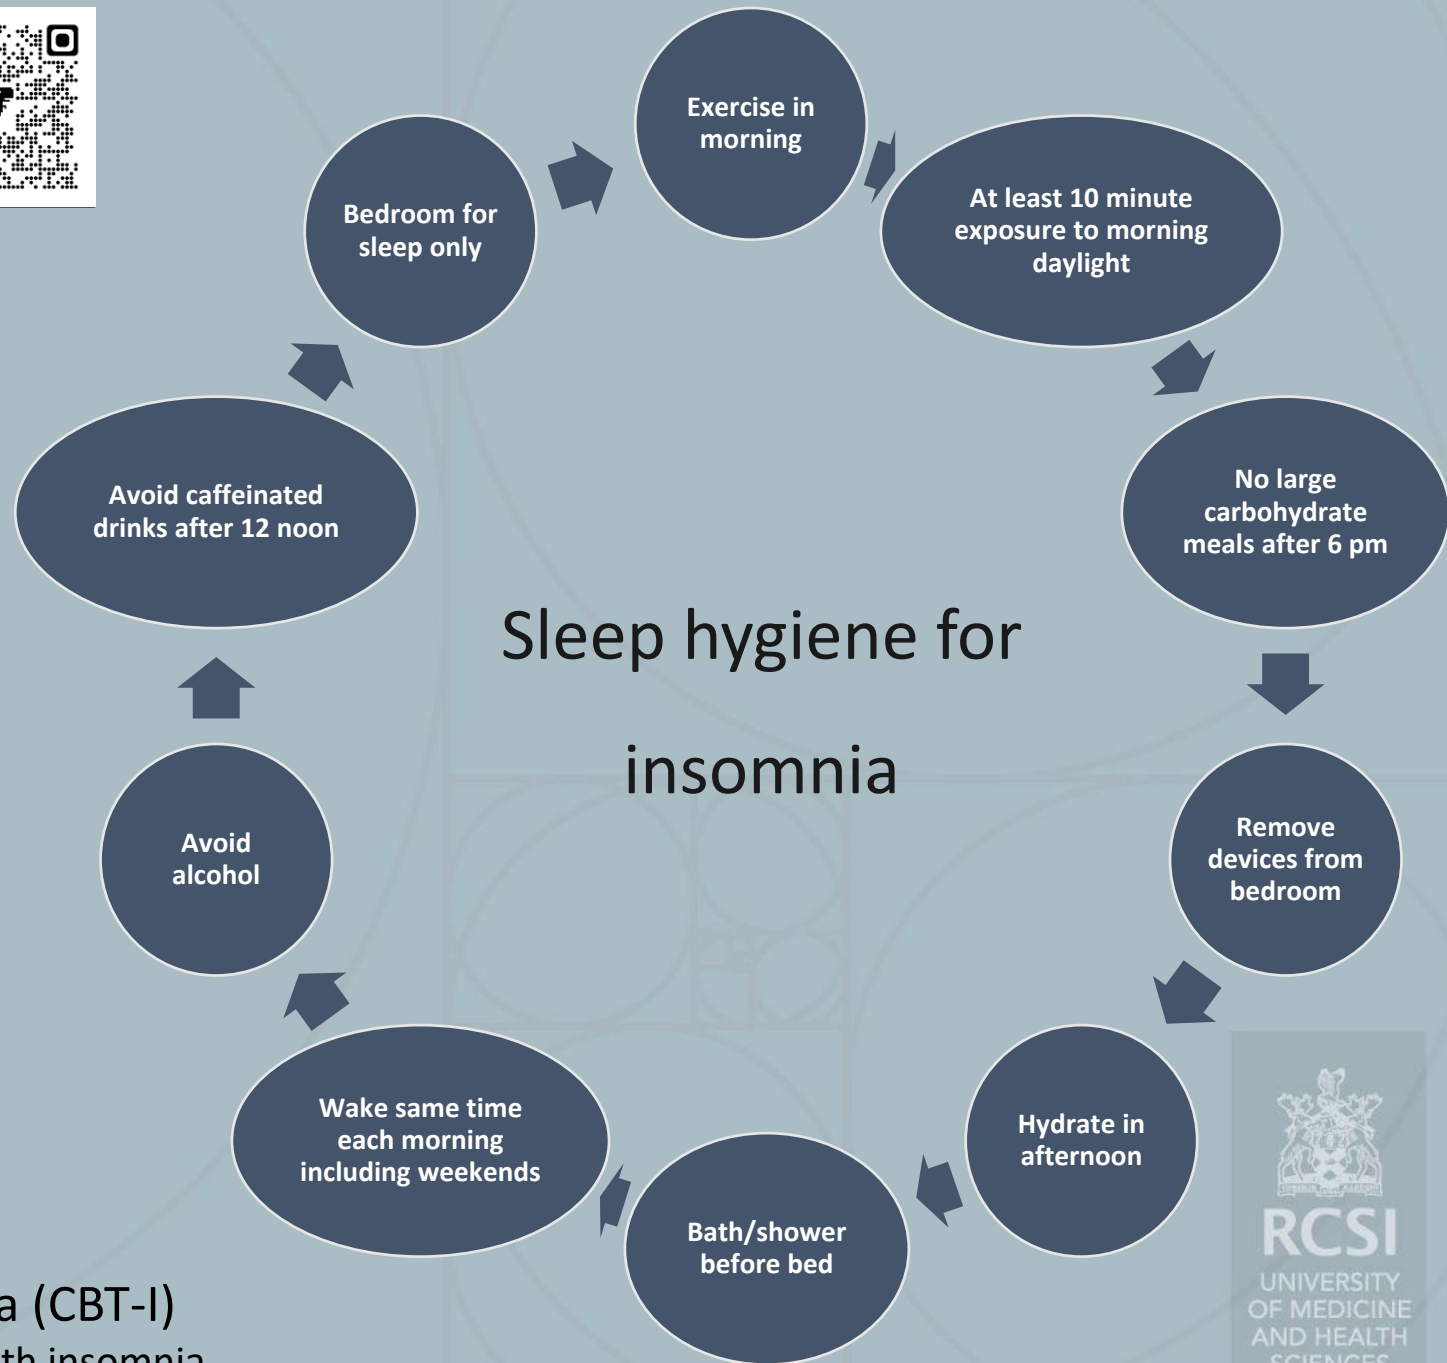 Exercise in
morning
At least 10 minute
exposure to morning
daylight
No large
carbohydrate
meals after 6 pm
Remove
devices from
bedroom
Hydrate in
afternoon
Bath/shower
before bed
Wake same time
each morning
including weekends
Avoid
alcohol
Avoid caffeinated
drinks after 12 noon
Bedroom for
sleep only
Sleep hygiene for
insomnia
a (CBT-I)
th insomnia
RCSI
UNIVERSITY
OF MEDICINE
AND HEALTH
SCIENCES